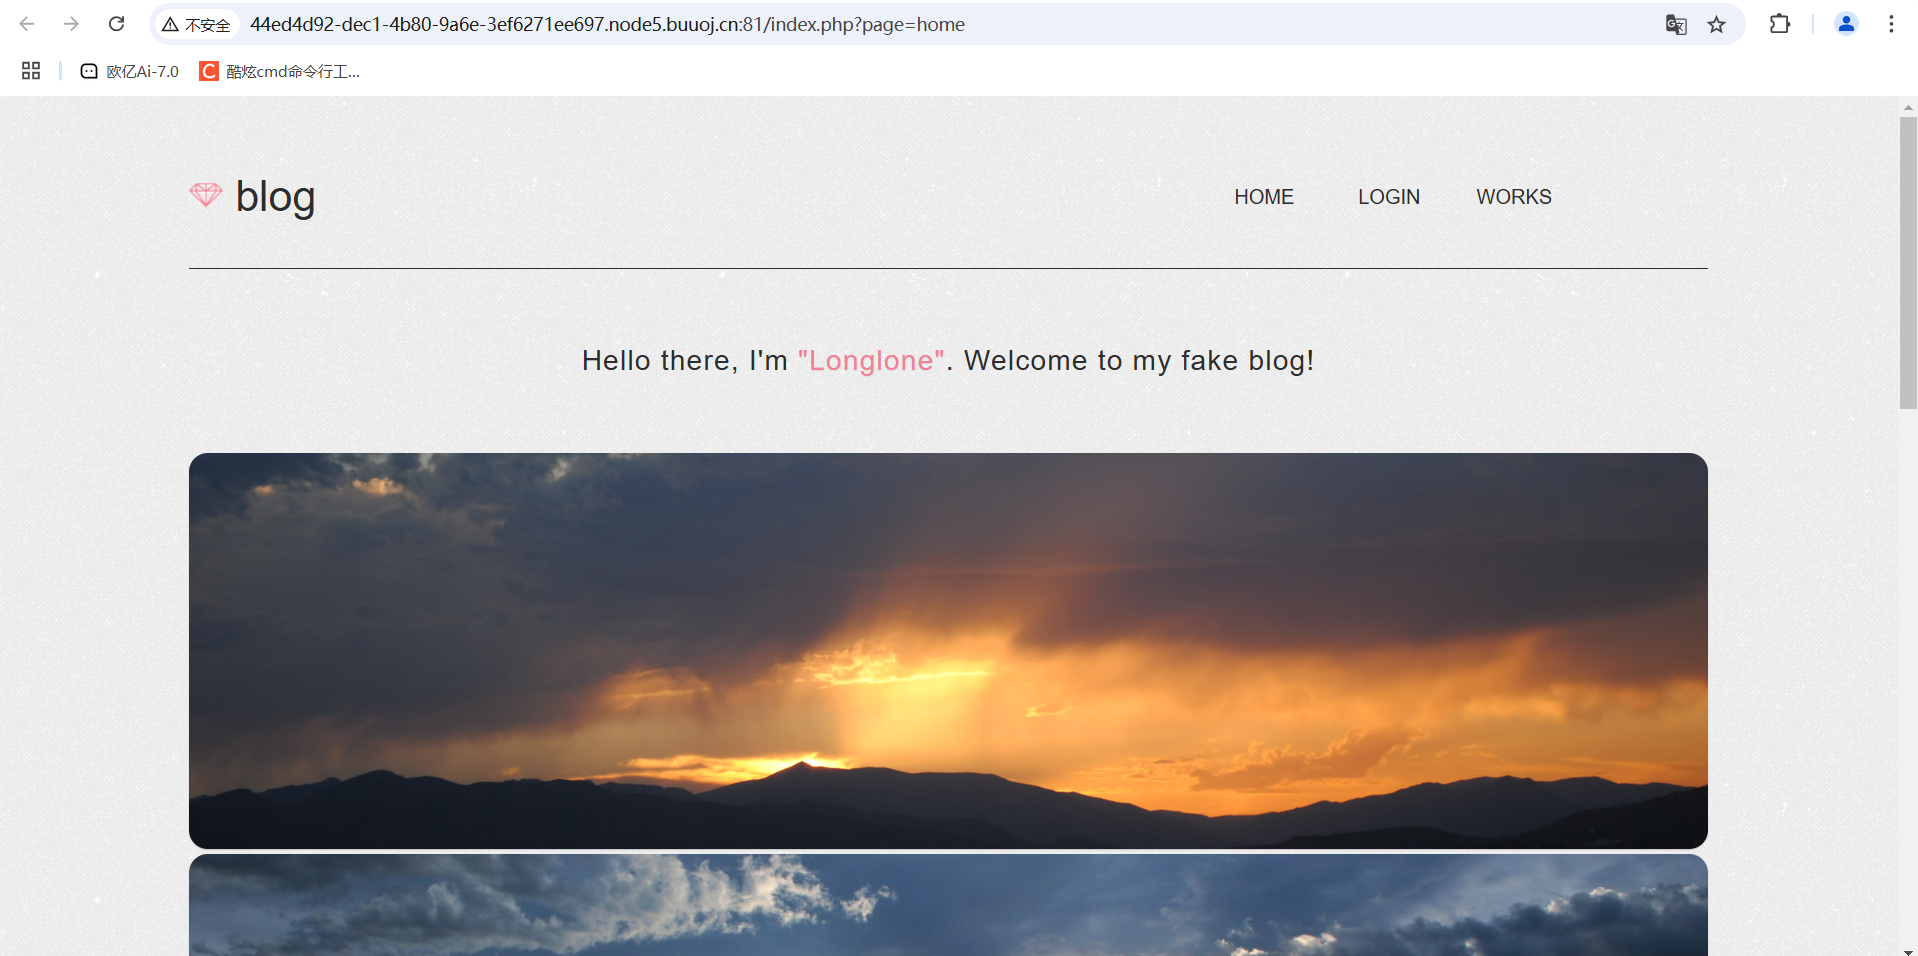 不安全 44ed4d92-dec1-4b80-9a6e-3ef6271ee697.node5.buuoj.cn:81/index.php?page=home
欧亿Ai-7.0 酷炫cmd命令行工...
blog HOME LOGIN WORKS
Hello there, I'm "Longlone". Welcome to my fake blog!